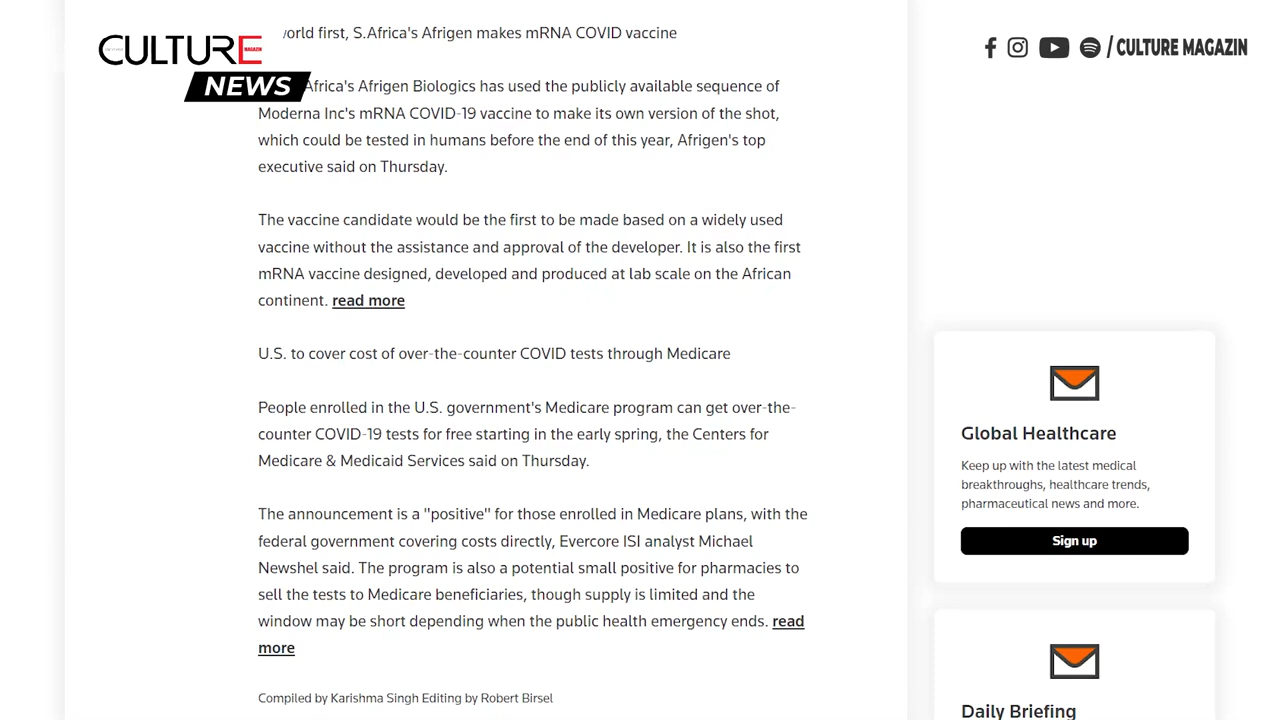 CULTURE
NEWS
/ CULTURE MAGAZIN
world first, S.Africa's Afrigen makes mRNA COVID vaccine
Africa's Afrigen Biologics has used the publicly available sequence of
Moderna Inc's mRNA COVID-19 vaccine to make its own version of the shot,
which could be tested in humans before the end of this year, Afrigen's top
executive said on Thursday.
The vaccine candidate would be the first to be made based on a widely used
vaccine without the assistance and approval of the developer. It is also the first
mRNA vaccine designed, developed and produced at lab scale on the African
continent. read more
U.S. to cover cost of over-the-counter COVID tests through Medicare
People enrolled in the U.S. government's Medicare program can get over-the-
counter COVID-19 tests for free starting in the early spring, the Centers for
Medicare & Medicaid Services said on Thursday.
The announcement is a "positive" for those enrolled in Medicare plans, with the
federal government covering costs directly, Evercore ISI analyst Michael
Newshel said. The program is also a potential small positive for pharmacies to
sell the tests to Medicare beneficiaries, though supply is limited and the
window may be short depending when the public health emergency ends. read
more
Compiled by Karishma Singh Editing by Robert Birsel
Global Healthcare
Keep up with the latest medical
breakthroughs, healthcare trends,
pharmaceutical news and more.
Sign up
Daily Briefing